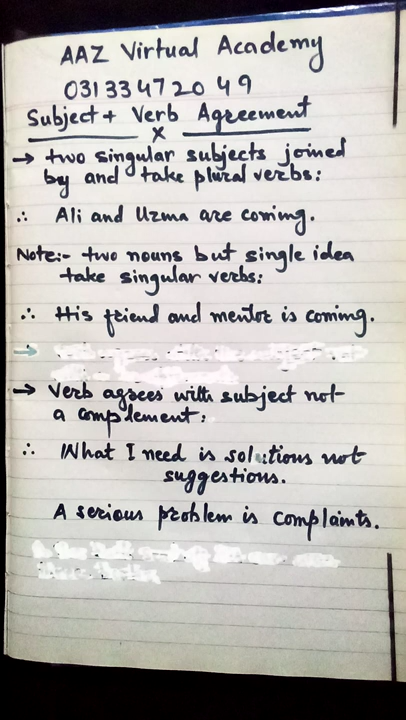 AAZ Virtual Academy
03133472049
Subject + Verb Agreement
x
→ two singular subjects joined
by and take plural verbs:
∴ Ali and Uzma are coming.
Note:- two nouns but single idea
take singular verbs:
∴ His friend and mentor is coming.
→
→ Verb agrees with subject not
a complement:
∴ What I need is solutions not
suggestions.
A serious problem is complaints.